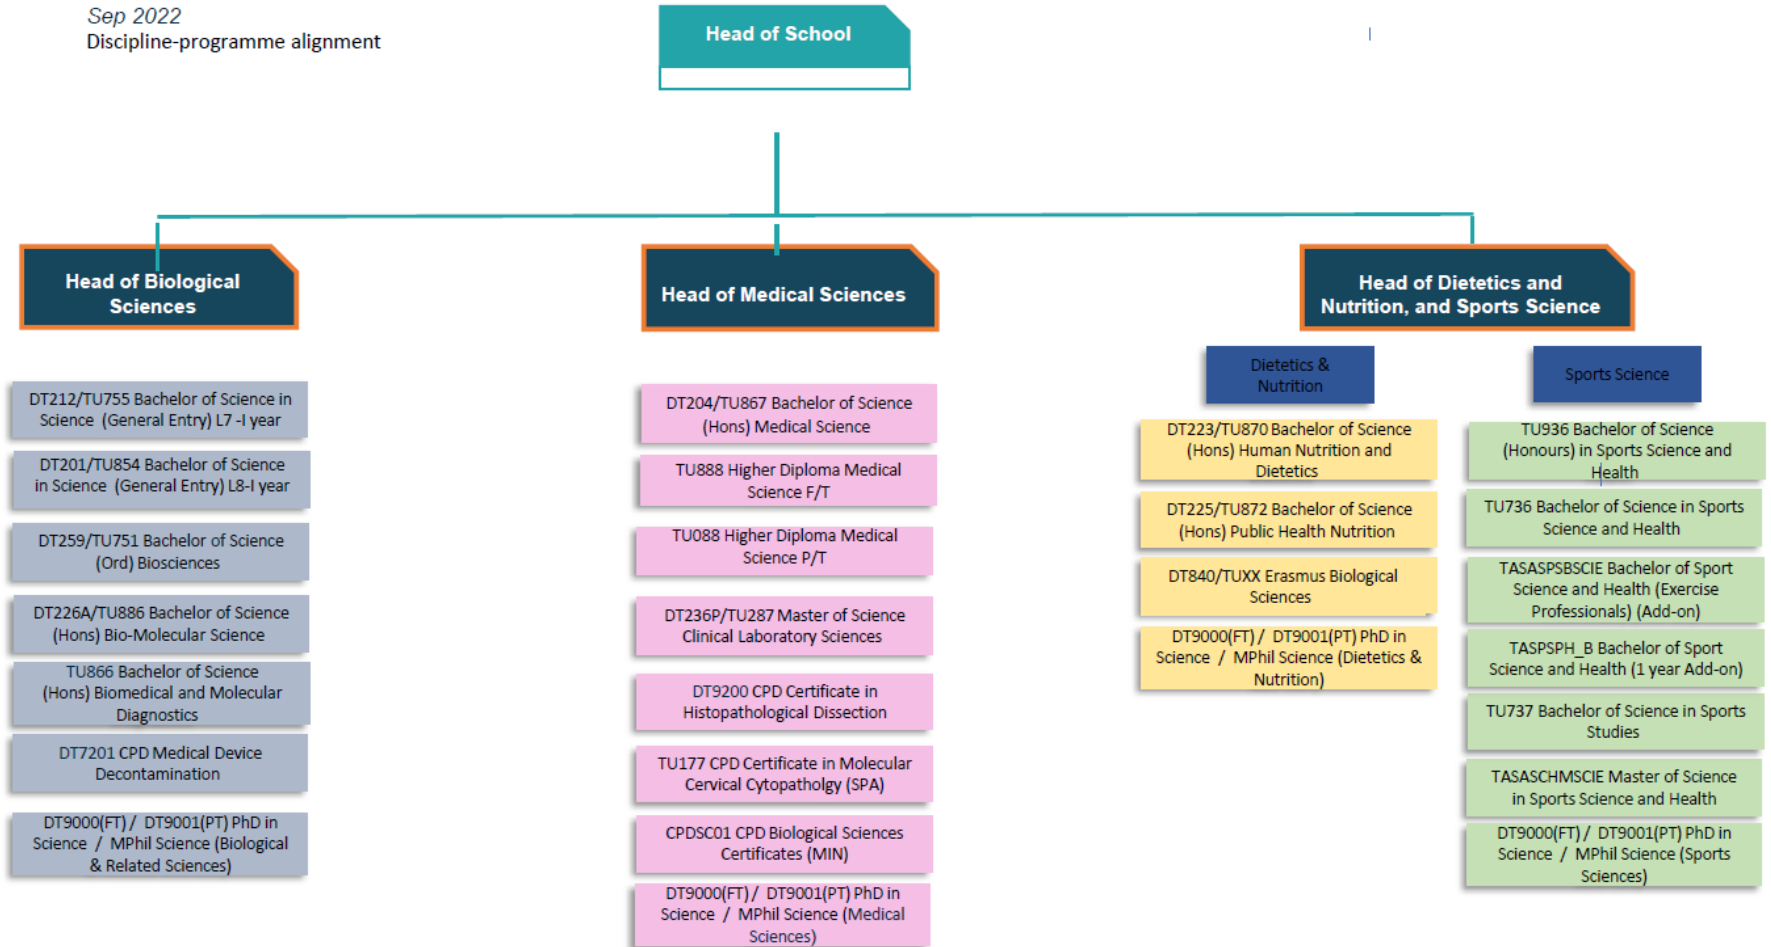 Sep 2022
Discipline-programme alignment
Head of School
Head of Biological
Sciences
Head of Medical Sciences
Head of Dietetics and
Nutrition, and Sports Science
DT212/TU755 Bachelor of Science in
Science (General Entry) L7 -I year
DT201/TU854 Bachelor of Science
in Science (General Entry) L8-I year
DT259/TU751 Bachelor of Science
(Ord) Biosciences
DT226A/TU886 Bachelor of Science
(Hons) Bio-Molecular Science
TU866 Bachelor of Science
(Hons) Biomedical and Molecular
Diagnostics
DT7201 CPD Medical Device
Decontamination
DT9000(FT) / DT9001(PT) PhD in
Science / MPhil Science (Biological
& Related Sciences)
DT204/TU867 Bachelor of Science
(Hons) Medical Science
TU888 Higher Diploma Medical
Science F/T
TU088 Higher Diploma Medical
Science P/T
DT236P/TU287 Master of Science
Clinical Laboratory Sciences
DT9200 CPD Certificate in
Histopathological Dissection
TU177 CPD Certificate in Molecular
Cervical Cytopatholgy (SPA)
CPDSC01 CPD Biological Sciences
Certificates (MIN)
DT9000(FT) / DT9001(PT) PhD in
Science / MPhil Science (Medical
Sciences)
Dietetics &
Nutrition
DT223/TU870 Bachelor of Science
(Hons) Human Nutrition and
Dietetics
DT225/TU872 Bachelor of Science
(Hons) Public Health Nutrition
DT840/TUXX Erasmus Biological
Sciences
DT9000(FT) / DT9001(PT) PhD in
Science / MPhil Science (Dietetics &
Nutrition)
Sports Science
TU936 Bachelor of Science
(Honours) in Sports Science and
Health
TU736 Bachelor of Science in Sports
Science and Health
TASASPSBSCIE Bachelor of Sport
Science and Health (Exercise
Professionals) (Add-on)
TASPSPH_B Bachelor of Sport
Science and Health (1 year Add-on)
TU737 Bachelor of Science in Sports
Studies
TASASCHMSCIE Master of Science
in Sports Science and Health
DT9000(FT) / DT9001(PT) PhD in
Science / MPhil Science (Sports
Sciences)